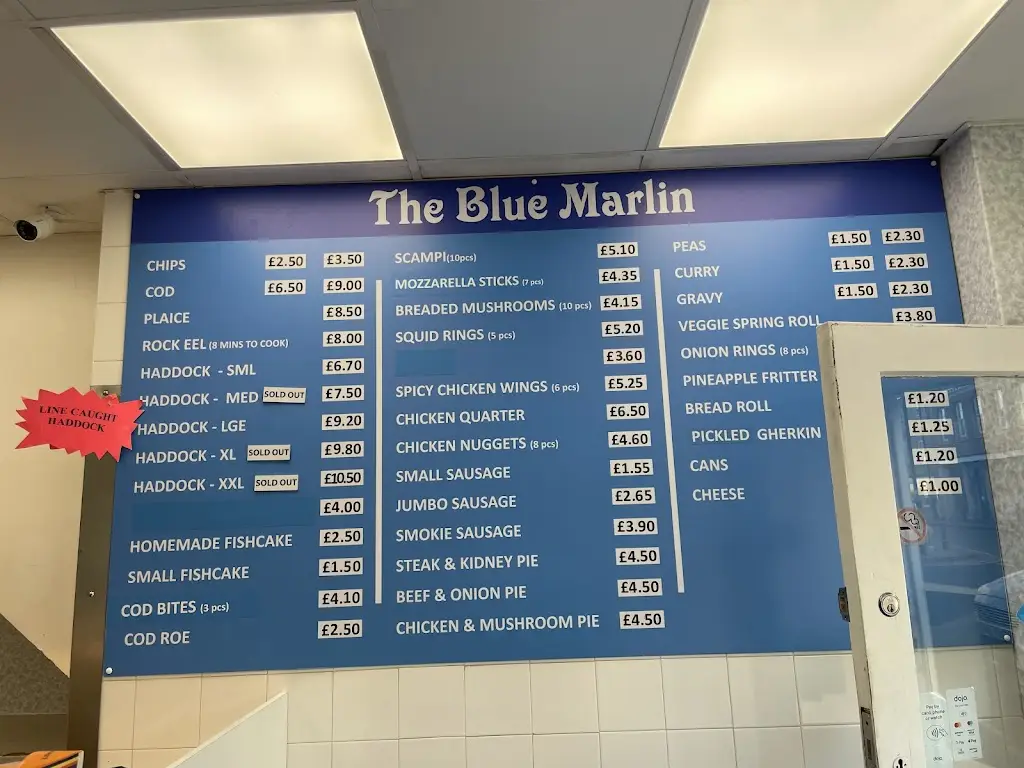 The Blue Marlin
CHIPS £2.50 £3.50
COD £6.50 £9.00
PLAICE £8.50
ROCK EEL (8 MINS TO COOK) £8.00
HADDOCK - SML £6.70
HADDOCK - MED SOLD OUT £7.50
HADDOCK - LGE £9.20
HADDOCK - XL SOLD OUT £9.80
HADDOCK - XXL SOLD OUT £10.50
£4.00
HOMEMADE FISHCAKE £2.50
SMALL FISHCAKE £1.50
COD BITES (3 pcs) £4.10
COD ROE £2.50
LINE CAUGHT
HADDOCK
SCAMPI(10pcs) £5.10
MOZZARELLA STICKS (7 pcs) £4.35
BREADED MUSHROOMS (10 pcs) £4.15
SQUID RINGS (5 pcs) £5.20
£3.60
SPICY CHICKEN WINGS (6 pcs) £5.25
CHICKEN QUARTER £6.50
CHICKEN NUGGETS (8 pcs) £4.60
SMALL SAUSAGE £1.55
JUMBO SAUSAGE £2.65
SMOKIE SAUSAGE £3.90
STEAK & KIDNEY PIE £4.50
BEEF & ONION PIE £4.50
CHICKEN & MUSHROOM PIE £4.50
PEAS £1.50 £2.30
CURRY £1.50 £2.30
GRAVY £1.50 £2.30
VEGGIE SPRING ROLL £3.80
ONION RINGS (8 pcs)
PINEAPPLE FRITTER
BREAD ROLL £1.20
PICKLED GHERKIN £1.25
CANS £1.20
CHEESE £1.00
dojo